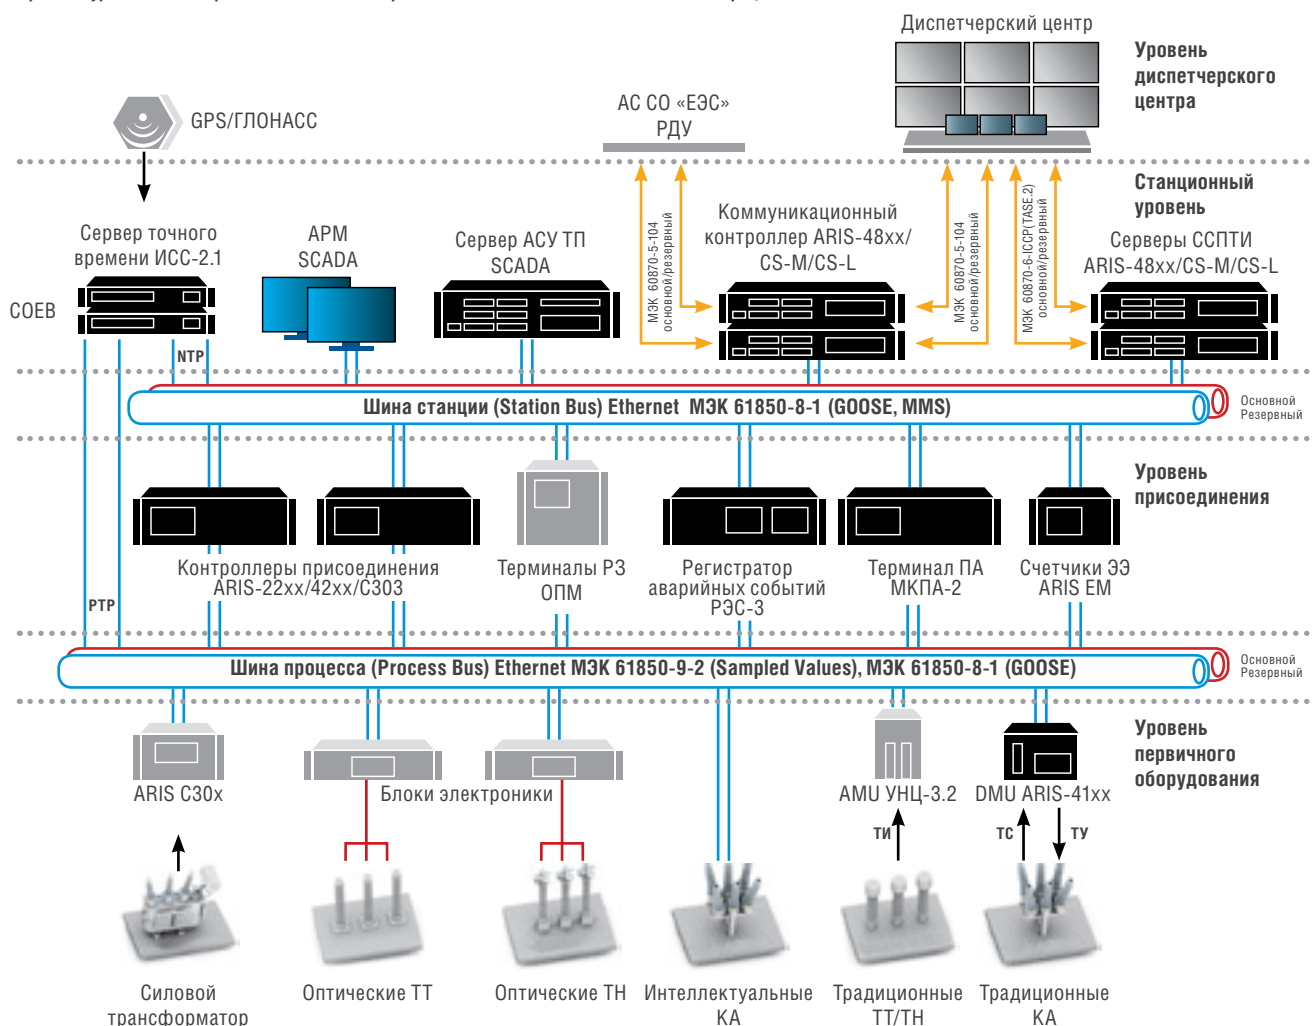 Диспетчерский центр
Уровень
диспетчерского
центра
GPS/ГЛОНАСС
АС СО «ЕЭС»
РДУ
Станционный
уровень
Сервер точного
времени ИСС-2.1
АРМ
SCADA
Сервер АСУ ТП
SCADA
МЭК 60870-5-104
основной/резервный
Коммуникационный
контроллер ARIS-48xx/
CS-M/CS-L
МЭК 60870-5-104
основной/резервный
МЭК 60870-6-ICCP(TASE.2)
основной/резервный
Серверы ССПТИ
ARIS-48xx/CS-M/CS-L
СОЕВ
NTP
Шина станции (Station Bus) Ethernet МЭК 61850-8-1 (GOOSE, MMS)
Основной
Резервный
Уровень
присоединения
Контроллеры присоединения
ARIS-22xx/42xx/C303
Терминалы РЗ
ОПМ
Регистратор
аварийных событий
РЭС-3
Терминал ПА
МКПА-2
Счетчики ЭЭ
ARIS EM
PTP
Шина процесса (Process Bus) Ethernet МЭК 61850-9-2 (Sampled Values), МЭК 61850-8-1 (GOOSE)
Основной
Резервный
Уровень
первичного
оборудования
ARIS C30x
Блоки электроники
AMU УНЦ-3.2
DMU ARIS-41xx
ТИ
ТС
ТУ
Силовой
трансформатор
Оптические ТТ
Оптические ТН
Интеллектуальные
КА
Традиционные
ТТ/ТН
Традиционные
КА